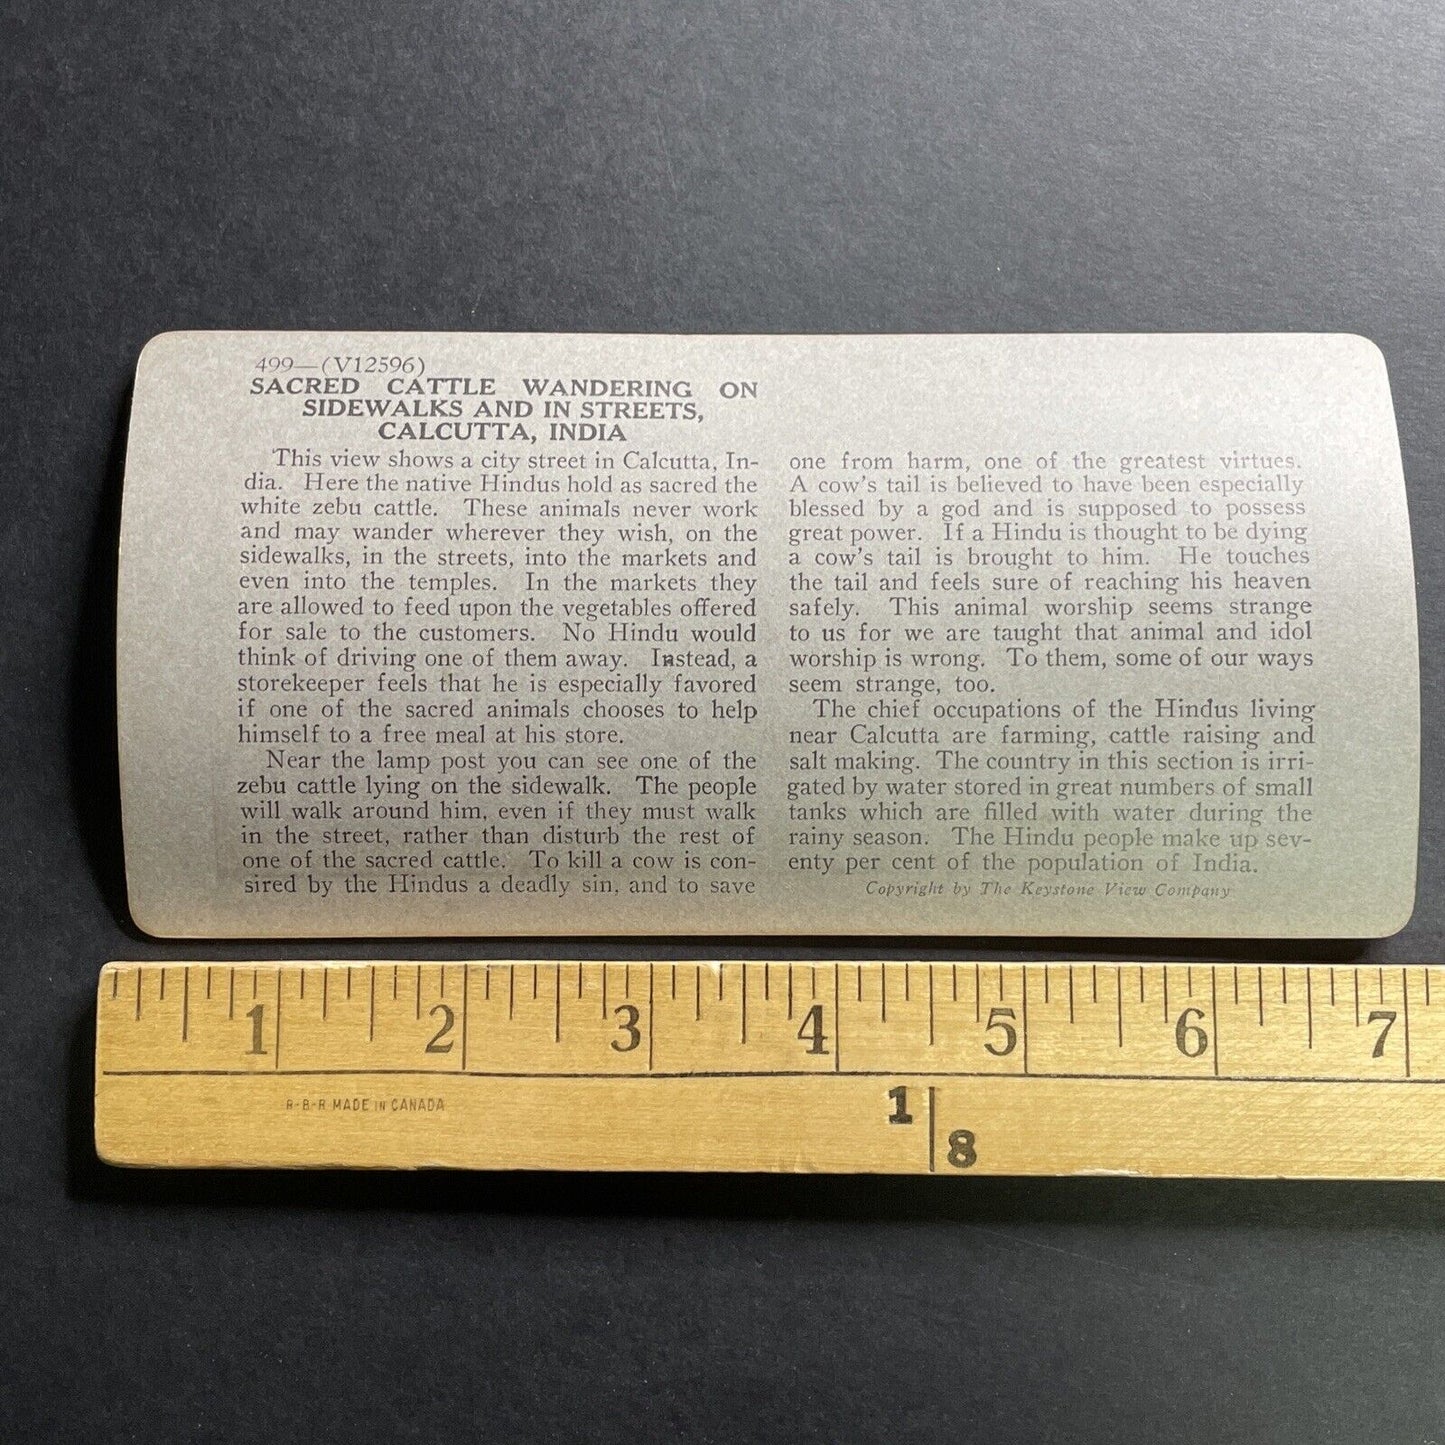 499—(V12596)
SACRED CATTLE WANDERING ON
SIDEWALKS AND IN STREETS,
CALCUTTA, INDIA
This view shows a city street in Calcutta, In-
dia. Here the native Hindus hold as sacred the
white zebu cattle. These animals never work
and may wander wherever they wish, on the
sidewalks, in the streets, into the markets and
even into the temples. In the markets they
are allowed to feed upon the vegetables offered
for sale to the customers. No Hindu would
think of driving one of them away. Instead, a
storekeeper feels that he is especially favored
if one of the sacred animals chooses to help
himself to a free meal at his store.
Near the lamp post you can see one of the
zebu cattle lying on the sidewalk. The people
will walk around him, even if they must walk
in the street, rather than disturb the rest of
one of the sacred cattle. To kill a cow is con-
sired by the Hindus a deadly sin, and to save
one from harm, one of the greatest virtues.
A cow's tail is believed to have been especially
blessed by a god and is supposed to possess
great power. If a Hindu is thought to be dying
a cow's tail is brought to him. He touches
the tail and feels sure of reaching his heaven
safely. This animal worship seems strange
to us for we are taught that animal and idol
worship is wrong. To them, some of our ways
seem strange, too.
The chief occupations of the Hindus living
near Calcutta are farming, cattle raising and
salt making. The country in this section is irri-
gated by water stored in great numbers of small
tanks which are filled with water during the
rainy season. The Hindu people make up sev-
enty per cent of the population of India.
Copyright by The Keystone View Company
1 2 3 4 5 6 7
R-B-R MADE IN CANADA
1
8